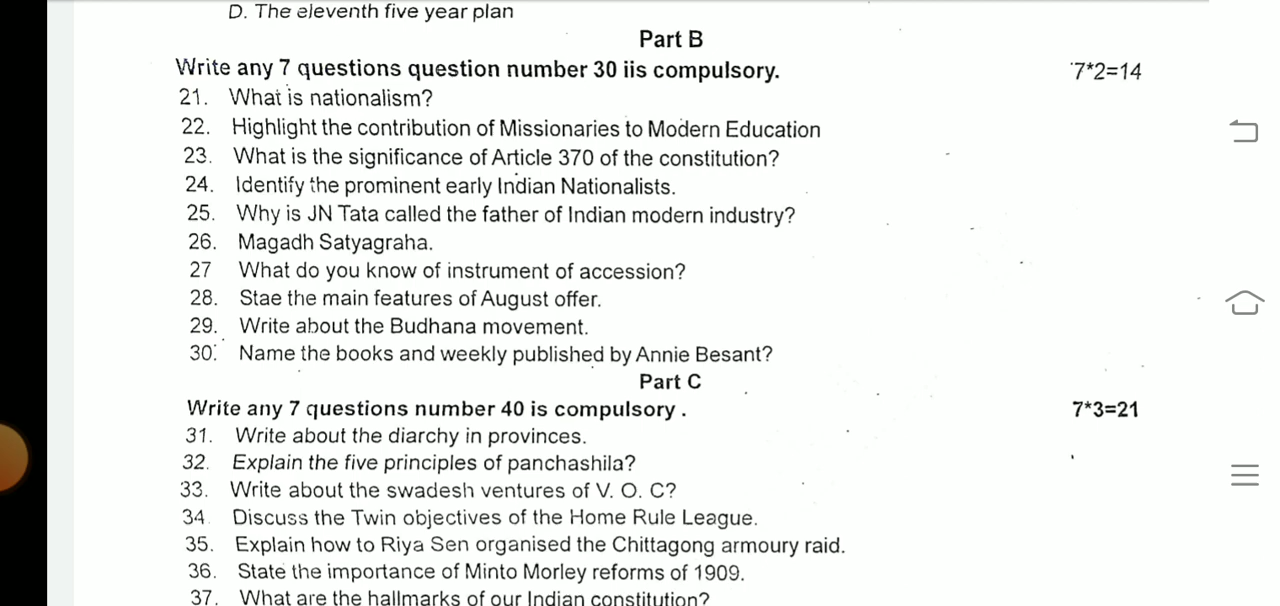 D. The eleventh five year plan
Part B
Write any 7 questions question number 30 iis compulsory. 7*2=14
21. What is nationalism?
22. Highlight the contribution of Missionaries to Modern Education
23. What is the significance of Article 370 of the constitution?
24. Identify the prominent early Indian Nationalists.
25. Why is JN Tata called the father of Indian modern industry?
26. Magadh Satyagraha.
27 What do you know of instrument of accession?
28. Stae the main features of August offer.
29. Write about the Budhana movement.
30. Name the books and weekly published by Annie Besant?
Part C
Write any 7 questions number 40 is compulsory . 7*3=21
31. Write about the diarchy in provinces.
32. Explain the five principles of panchashila?
33. Write about the swadesh ventures of V. O. C?
34. Discuss the Twin objectives of the Home Rule League.
35. Explain how to Riya Sen organised the Chittagong armoury raid.
36. State the importance of Minto Morley reforms of 1909.
37. What are the hallmarks of our Indian constitution?